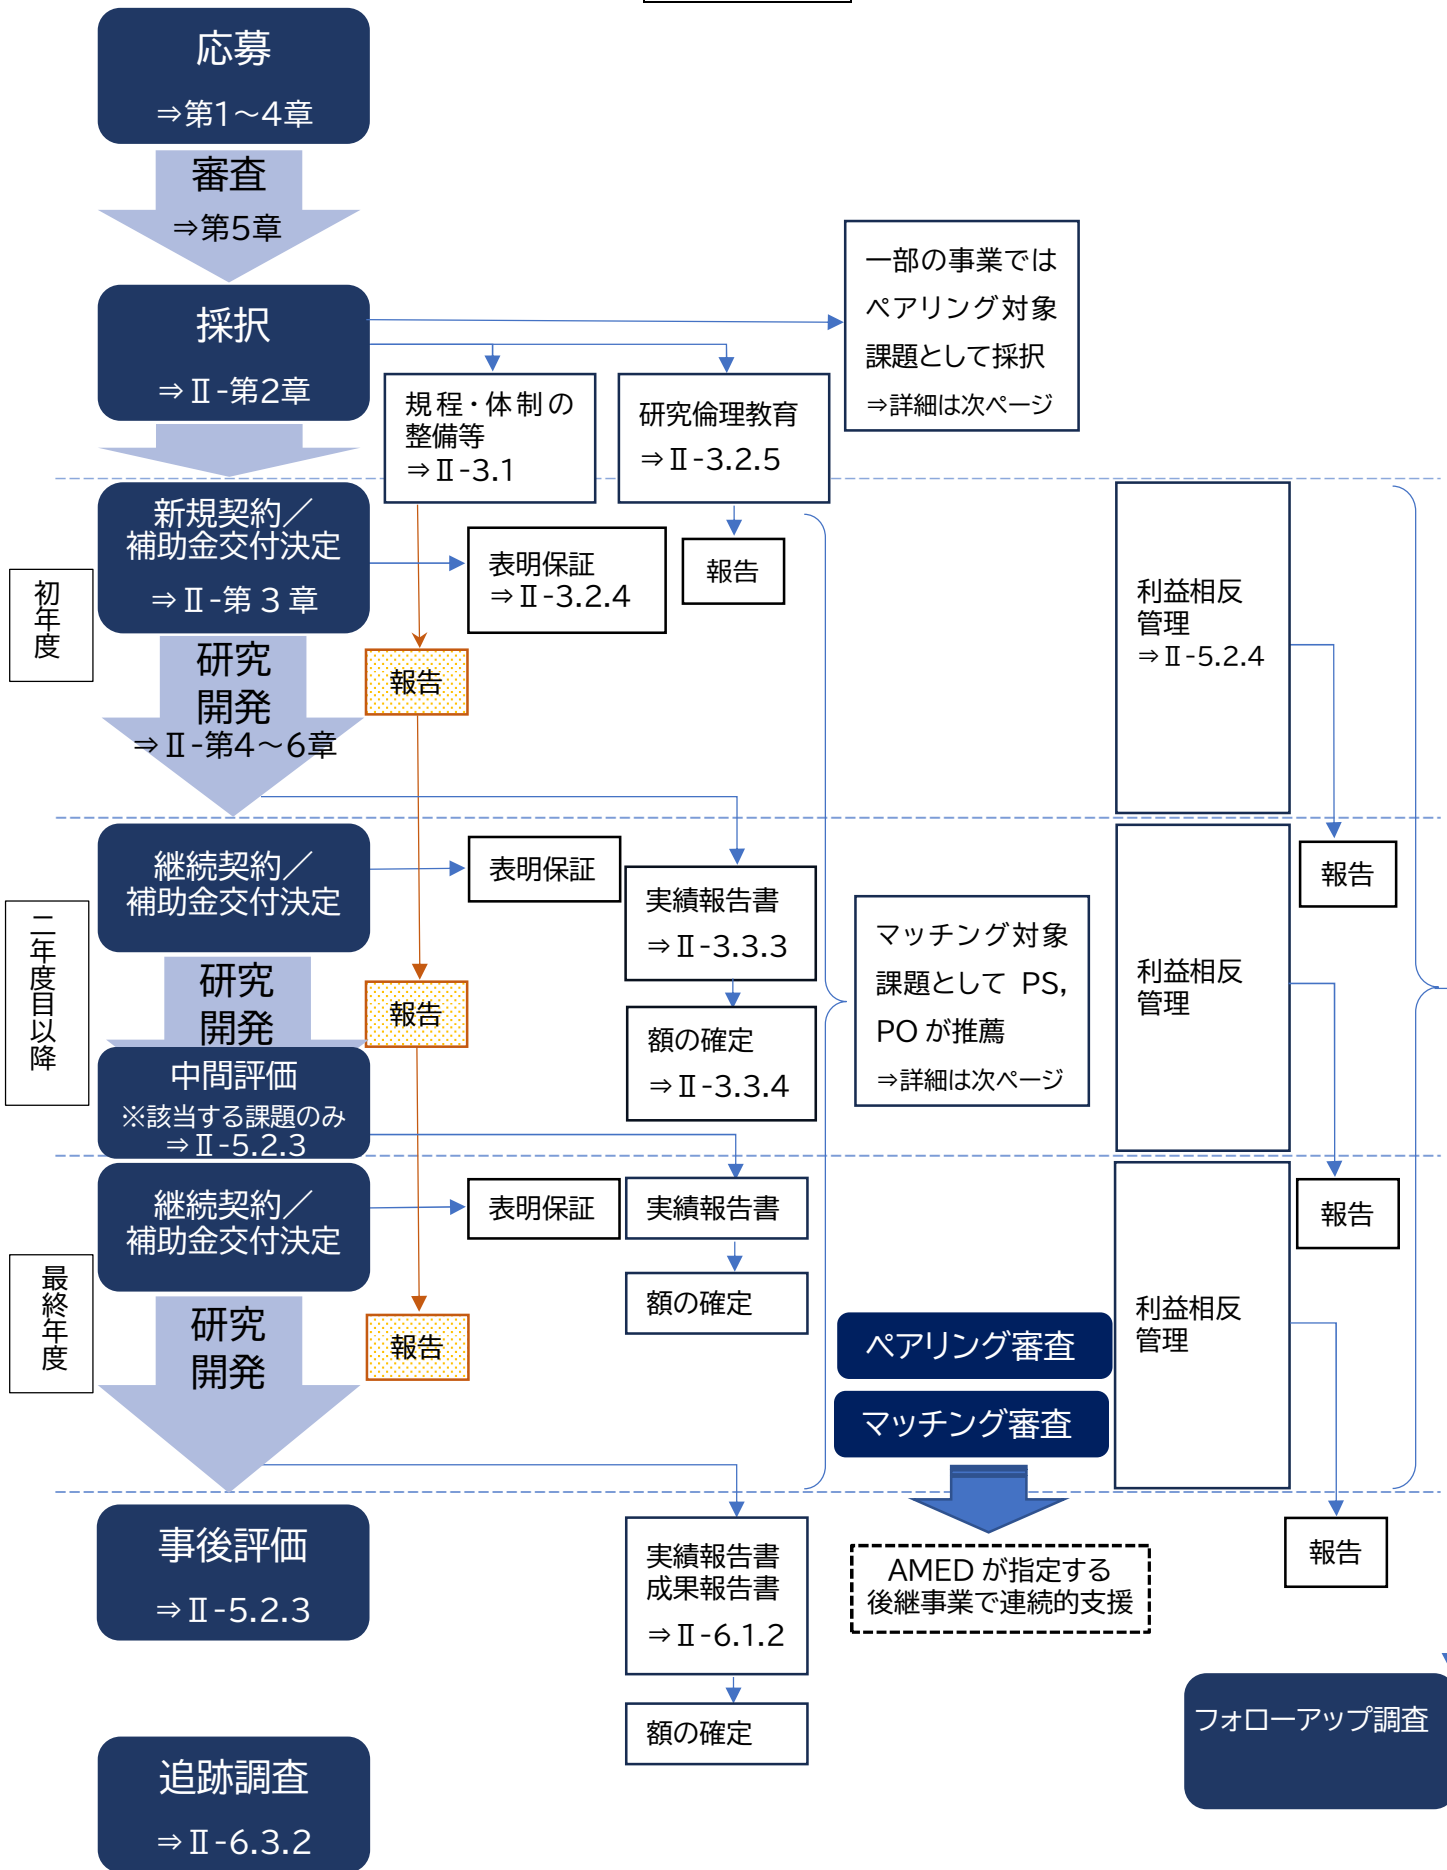 応募
⇒第1～4章
審査
⇒第5章
採択
⇒Ⅱ-第2章
一部の事業では
ペアリング対象
課題として採択
⇒詳細は次ページ
規程・体制の
整備等
⇒Ⅱ-3.1
研究倫理教育
⇒Ⅱ-3.2.5
初年度
新規契約／
補助金交付決定
⇒Ⅱ-第3章
表明保証
⇒Ⅱ-3.2.4
報告
利益相反
管理
⇒Ⅱ-5.2.4
研究
開発
⇒Ⅱ-第4～6章
報告
二年度目以降
継続契約／
補助金交付決定
表明保証
実績報告書
⇒Ⅱ-3.3.3
報告
マッチング対象
課題として PS,
PO が推薦
⇒詳細は次ページ
利益相反
管理
研究
開発
報告
額の確定
⇒Ⅱ-3.3.4
中間評価
※該当する課題のみ
⇒Ⅱ-5.2.3
最終年度
継続契約／
補助金交付決定
表明保証
実績報告書
報告
額の確定
利益相反
管理
研究
開発
報告
ペアリング審査
マッチング審査
事後評価
⇒Ⅱ-5.2.3
実績報告書
成果報告書
⇒Ⅱ-6.1.2
AMED が指定する
後継事業で連続的支援
報告
額の確定
フォローアップ調査
追跡調査
⇒Ⅱ-6.3.2